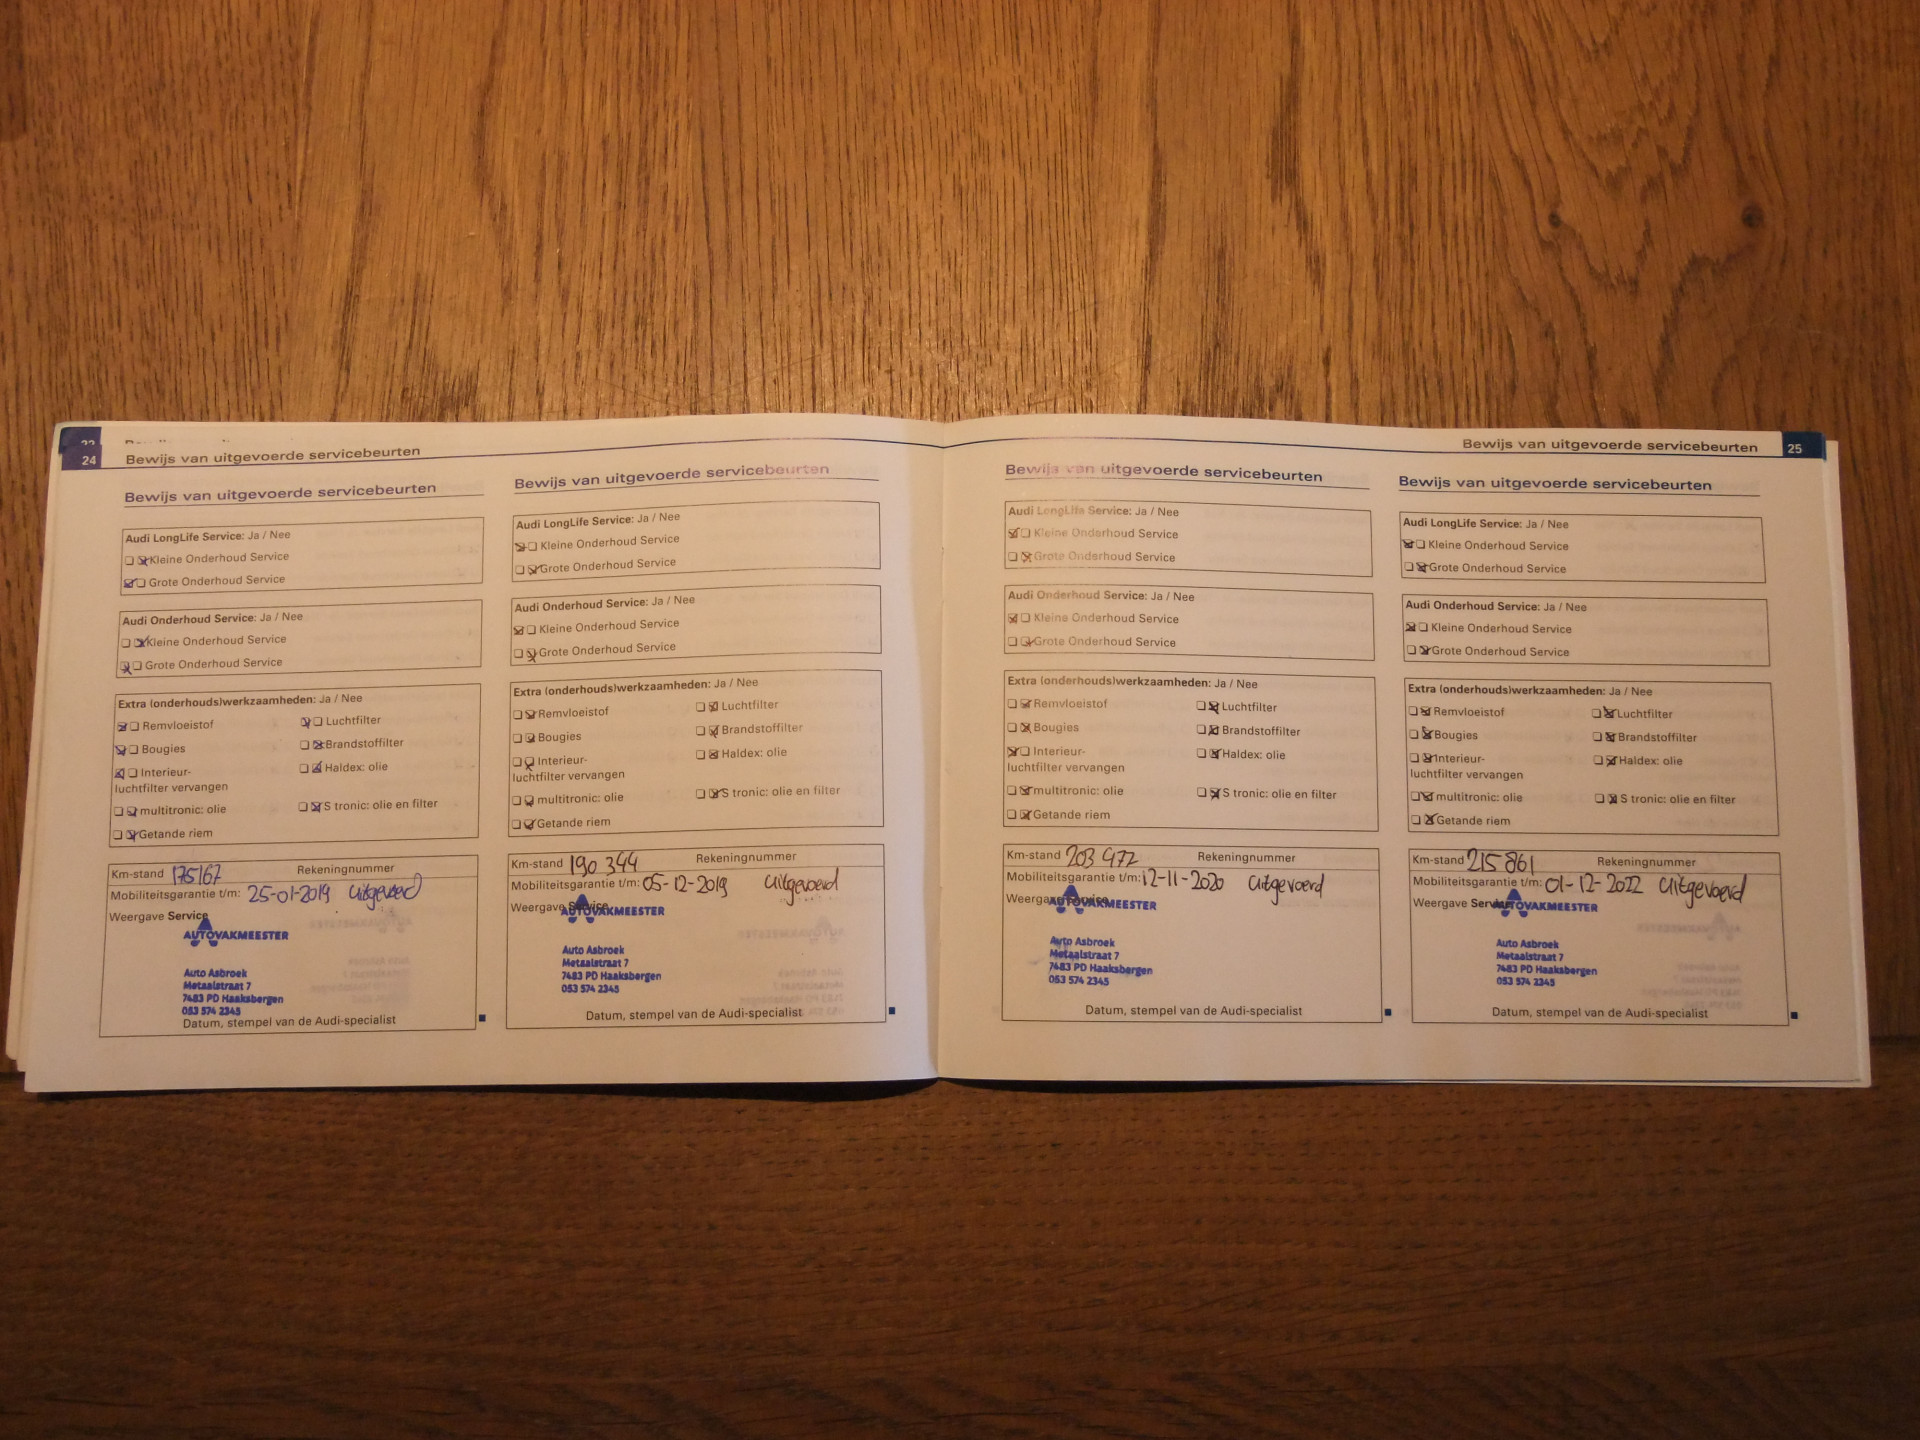 24
Bewijs van uitgevoerde servicebeurten
Bewijs van uitgevoerde servicebeurten
Audi LongLife Service: Ja / Nee
Kleine Onderhoud Service
Grote Onderhoud Service
Audi Onderhoud Service: Ja / Nee
Kleine Onderhoud Service
Grote Onderhoud Service
Extra (onderhouds)werkzaamheden: Ja / Nee
Remvloeistof Luchtfilter
Bougies Brandstoffilter
Interieur- Haldex: olie
luchtfilter vervangen
multitronic: olie S tronic: olie en filter
Getande riem
Km-stand 175167 Rekeningnummer
Mobiliteitsgarantie t/m: 25-01-2019 uitgevoerd
Weergave Service
AUTOVAKMEESTER
Auto Asbroek
Metaalstraat 7
7483 PD Haaksbergen
053 574 2345
Datum, stempel van de Audi-specialist
Bewijs van uitgevoerde servicebeurten
Audi LongLife Service: Ja / Nee
Kleine Onderhoud Service
Grote Onderhoud Service
Audi Onderhoud Service: Ja / Nee
Kleine Onderhoud Service
Grote Onderhoud Service
Extra (onderhouds)werkzaamheden: Ja / Nee
Remvloeistof Luchtfilter
Bougies Brandstoffilter
Interieur- Haldex: olie
luchtfilter vervangen
multitronic: olie S tronic: olie en filter
Getande riem
Km-stand 190 344 Rekeningnummer
Mobiliteitsgarantie t/m: 05-12-2019 uitgevoerd
Weergave Service
AUTOVAKMEESTER
Auto Asbroek
Metaalstraat 7
7483 PD Haaksbergen
053 574 2345
Datum, stempel van de Audi-specialist
Bewijs van uitgevoerde servicebeurten 25
Bewijs van uitgevoerde servicebeurten
Audi LongLife Service: Ja / Nee
Kleine Onderhoud Service
Grote Onderhoud Service
Audi Onderhoud Service: Ja / Nee
Kleine Onderhoud Service
Grote Onderhoud Service
Extra (onderhouds)werkzaamheden: Ja / Nee
Remvloeistof Luchtfilter
Bougies Brandstoffilter
Interieur- Haldex: olie
luchtfilter vervangen
multitronic: olie S tronic: olie en filter
Getande riem
Km-stand 203 972 Rekeningnummer
Mobiliteitsgarantie t/m: 12-11-2020 uitgevoerd
Weergave Service
AUTOVAKMEESTER
Auto Asbroek
Metaalstraat 7
7483 PD Haaksbergen
053 574 2345
Datum, stempel van de Audi-specialist
Bewijs van uitgevoerde servicebeurten
Audi LongLife Service: Ja / Nee
Kleine Onderhoud Service
Grote Onderhoud Service
Audi Onderhoud Service: Ja / Nee
Kleine Onderhoud Service
Grote Onderhoud Service
Extra (onderhouds)werkzaamheden: Ja / Nee
Remvloeistof Luchtfilter
Bougies Brandstoffilter
Interieur- Haldex: olie
luchtfilter vervangen
multitronic: olie S tronic: olie en filter
Getande riem
Km-stand 215 861 Rekeningnummer
Mobiliteitsgarantie t/m: 01-12-2022 uitgevoerd
Weergave Service
AUTOVAKMEESTER
Auto Asbroek
Metaalstraat 7
7483 PD Haaksbergen
053 574 2345
Datum, stempel van de Audi-specialist